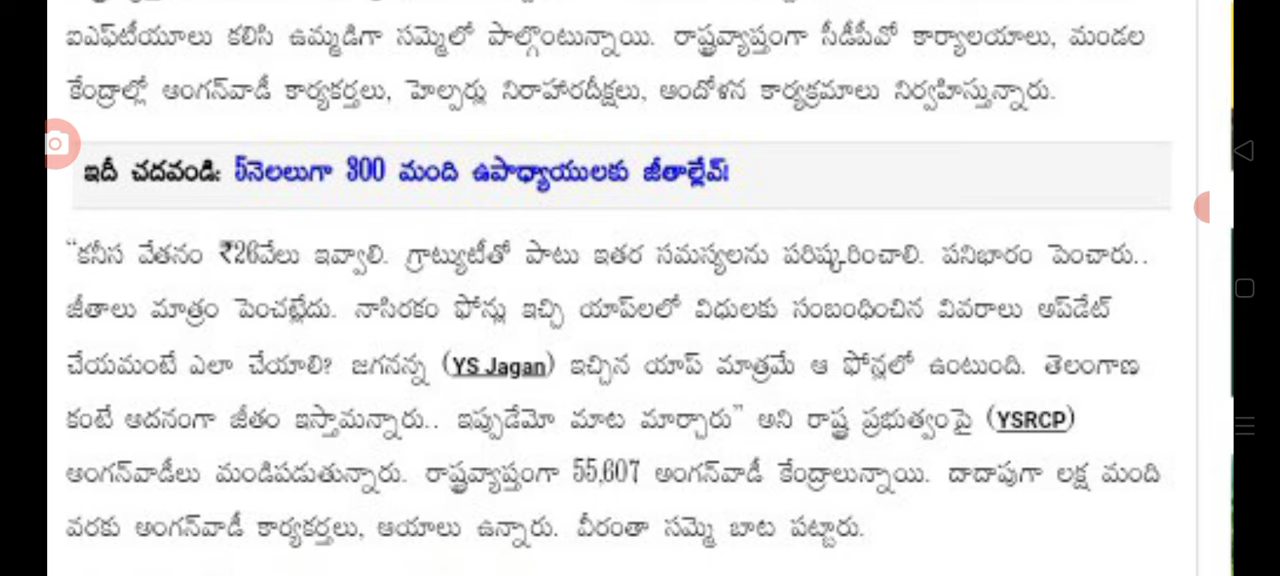 ఐఎఫ్‌టీయూలు కలిసి ఉమ్మడిగా సమ్మెలో పాల్గొంటున్నాయి. రాష్ట్రవ్యాప్తంగా సీడీపీవో కార్యాలయాలు, మండల
కేంద్రాల్లో అంగన్‌వాడీ కార్యకర్తలు, హెల్పర్లు నిరాహారదీక్షలు, ఆందోళన కార్యక్రమాలు నిర్వహిస్తున్నారు.
ఇదీ చదవండి: 5నెలలుగా 300 మంది ఉపాధ్యాయులకు జీతాల్లేవ్!
“కనీస వేతనం ₹26వేలు ఇవ్వాలి. గ్రాట్యుటీతో పాటు ఇతర సమస్యలను పరిష్కరించాలి. పనిభారం పెంచారు..
జీతాలు మాత్రం పెంచట్లేదు. నాసిరకం ఫోన్లు ఇచ్చి యాప్‌లలో విధులకు సంబంధించిన వివరాలు అప్‌డేట్
చేయమంటే ఎలా చేయాలి? జగనన్న (YS Jagan) ఇచ్చిన యాప్ మాత్రమే ఆ ఫోన్లలో ఉంటుంది. తెలంగాణ
కంటే అదనంగా జీతం ఇస్తామన్నారు.. ఇప్పుడేమో మాట మార్చారు” అని రాష్ట్ర ప్రభుత్వంపై (YSRCP)
అంగన్‌వాడీలు మండిపడుతున్నారు. రాష్ట్రవ్యాప్తంగా 55,607 అంగన్‌వాడీ కేంద్రాలున్నాయి. దాదాపుగా లక్ష మంది
వరకు అంగన్‌వాడీ కార్యకర్తలు, ఆయాలు ఉన్నారు. వీరంతా సమ్మె బాట పట్టారు.